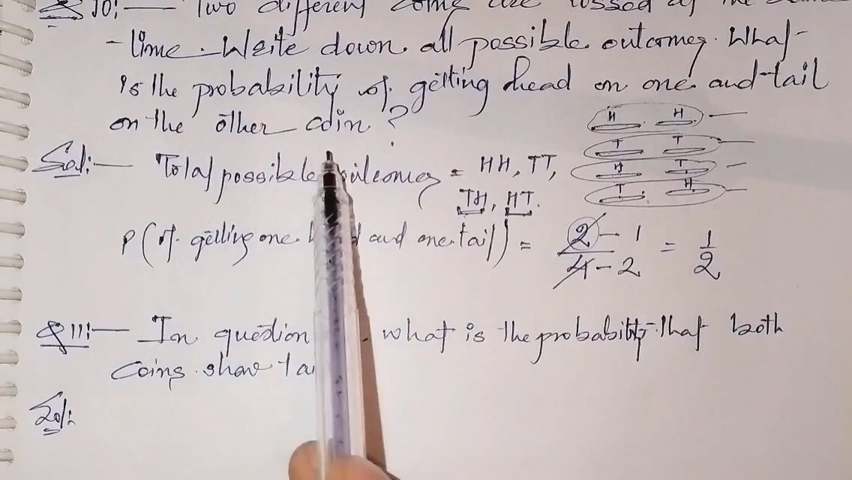 Q 10:— Two different coins are tossed at the same
time. Write down all possible outcomes. What
is the probability of getting head on one and tail
on the other coin?
H H
T T
H T
T H
Sol:— Total possible outcomes = HH, TT,
TH, HT.
P (of getting one and one tail) = 2 - 1 / 4 - 2 = 1/2
Q 11:— In question what is the probability that both
coins show
Sol: